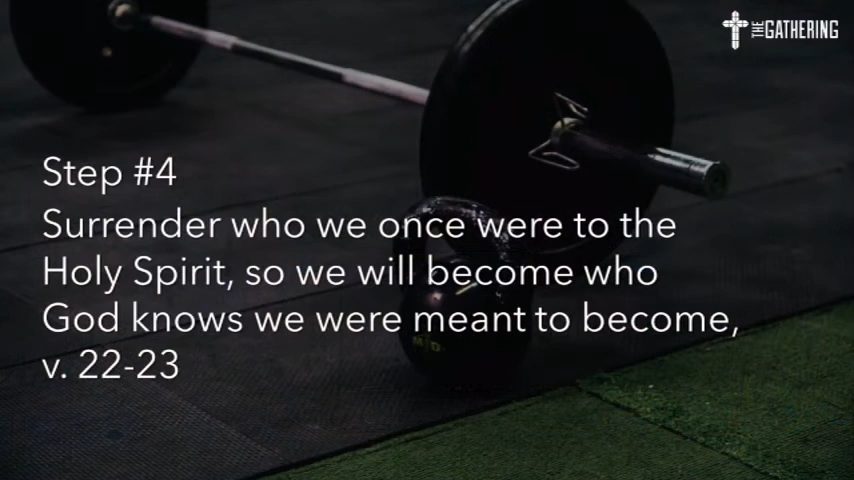 THE GATHERING
Step #4
Surrender who we once were to the
Holy Spirit, so we will become who
God knows we were meant to become,
v. 22-23